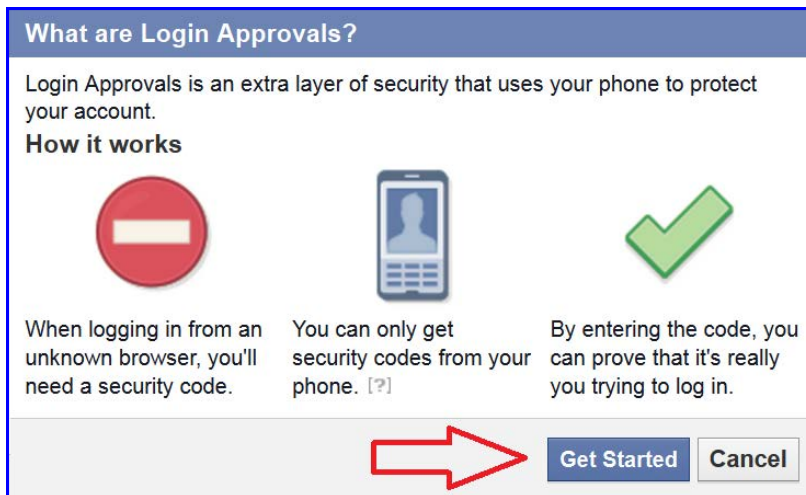 What are Login Approvals?
Login Approvals is an extra layer of security that uses your phone to protect
your account.
How it works
When logging in from an
unknown browser, you'll
need a security code.
You can only get
security codes from your
phone. [?]
By entering the code, you
can prove that it's really
you trying to log in.
Get Started
Cancel